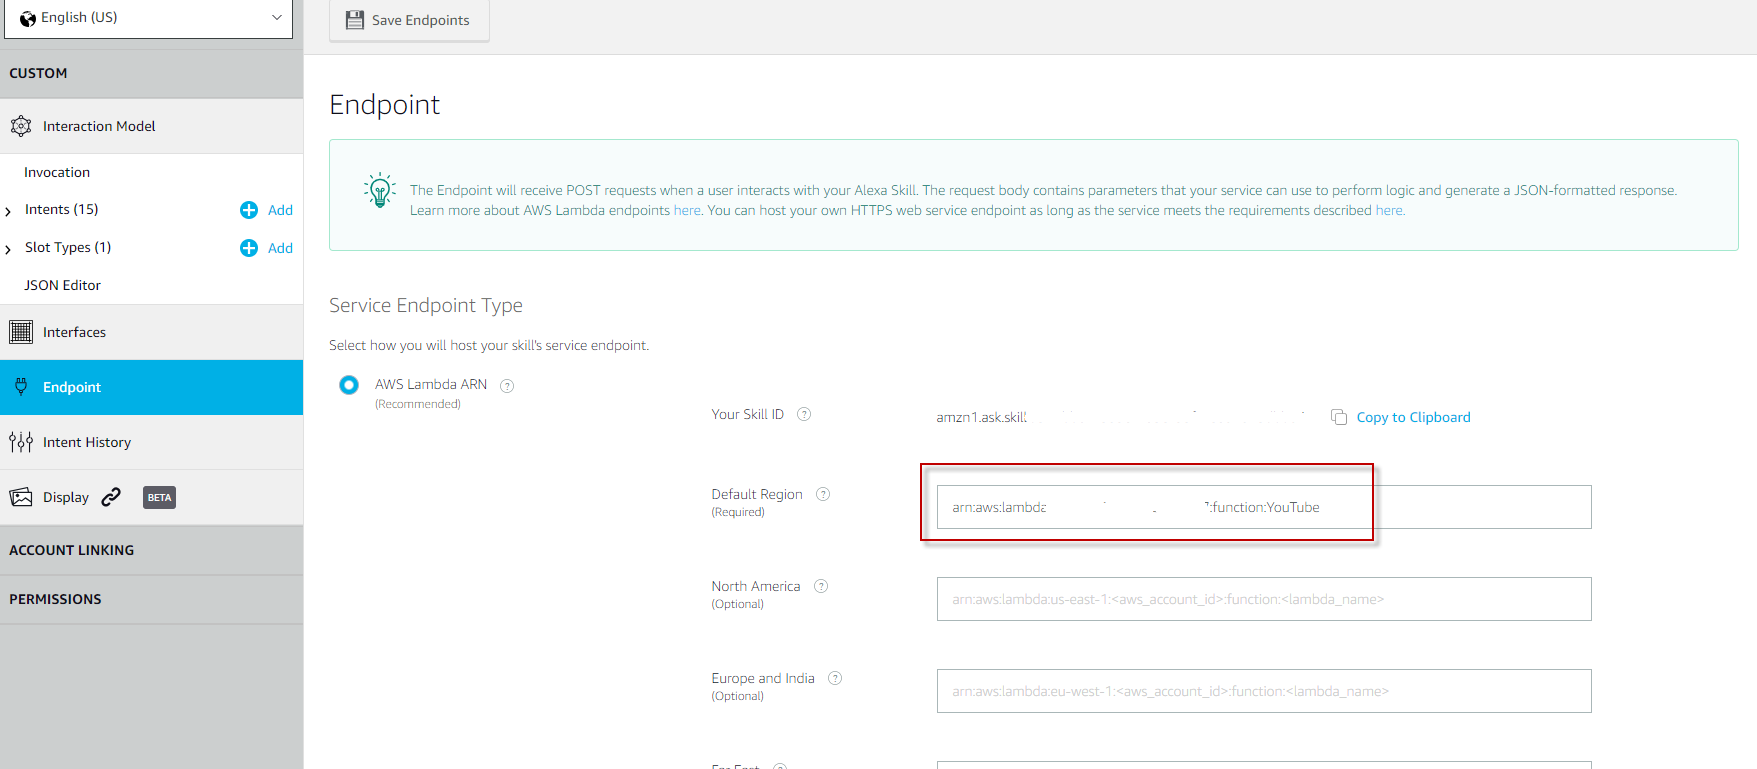 English (US)
Save Endpoints
CUSTOM
Interaction Model
Invocation
Intents (15) Add
Slot Types (1) Add
JSON Editor
Interfaces
Endpoint
Intent History
Display BETA
ACCOUNT LINKING
PERMISSIONS
Endpoint
The Endpoint will receive POST requests when a user interacts with your Alexa Skill. The request body contains parameters that your service can use to perform logic and generate a JSON-formatted response.
Learn more about AWS Lambda endpoints here. You can host your own HTTPS web service endpoint as long as the service meets the requirements described here.
Service Endpoint Type
Select how you will host your skill's service endpoint.
AWS Lambda ARN ?
(Recommended)
Your Skill ID ? amzn1.ask.skill Copy to Clipboard
Default Region ?
(Required)
arn:aws:lambda :function:YouTube
North America ?
(Optional)
arn:aws:lambda:us-east-1:<aws_account_id>:function:<lambda_name>
Europe and India ?
(Optional)
arn:aws:lambda:eu-west-1:<aws_account_id>:function:<lambda_name>
Far East